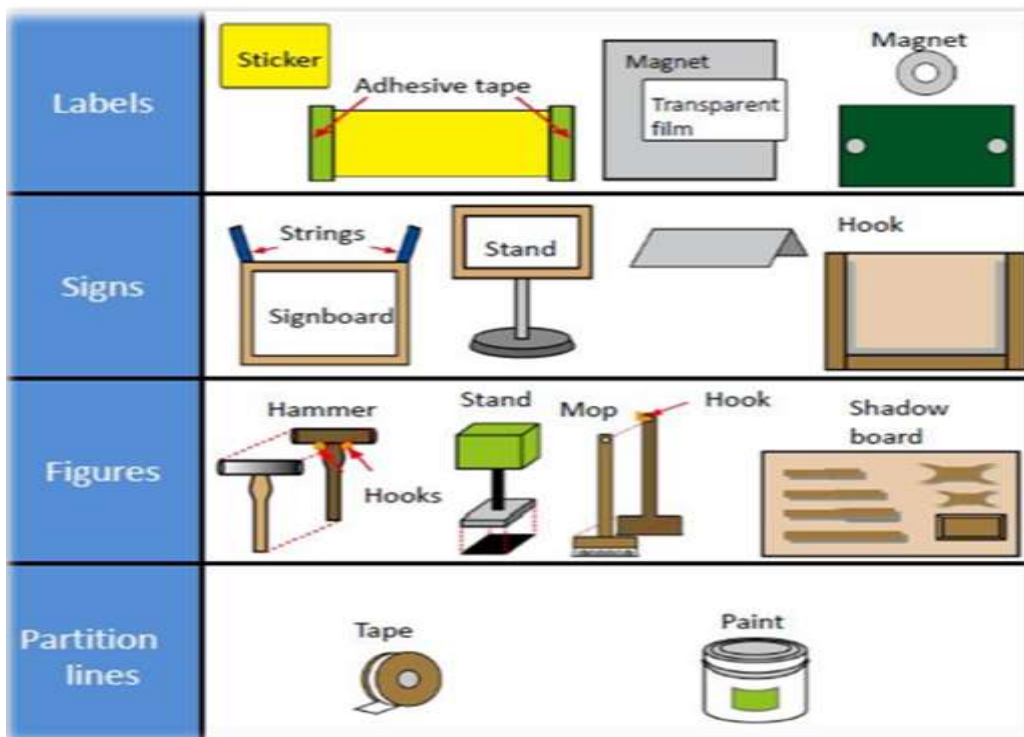 Labels
Sticker
Adhesive tape
Magnet
Transparent
film
Magnet
Signs
Strings
Signboard
Stand
Hook
Figures
Hammer
Hooks
Stand
Mop
Hook
Shadow
board
Partition
lines
Tape
Paint